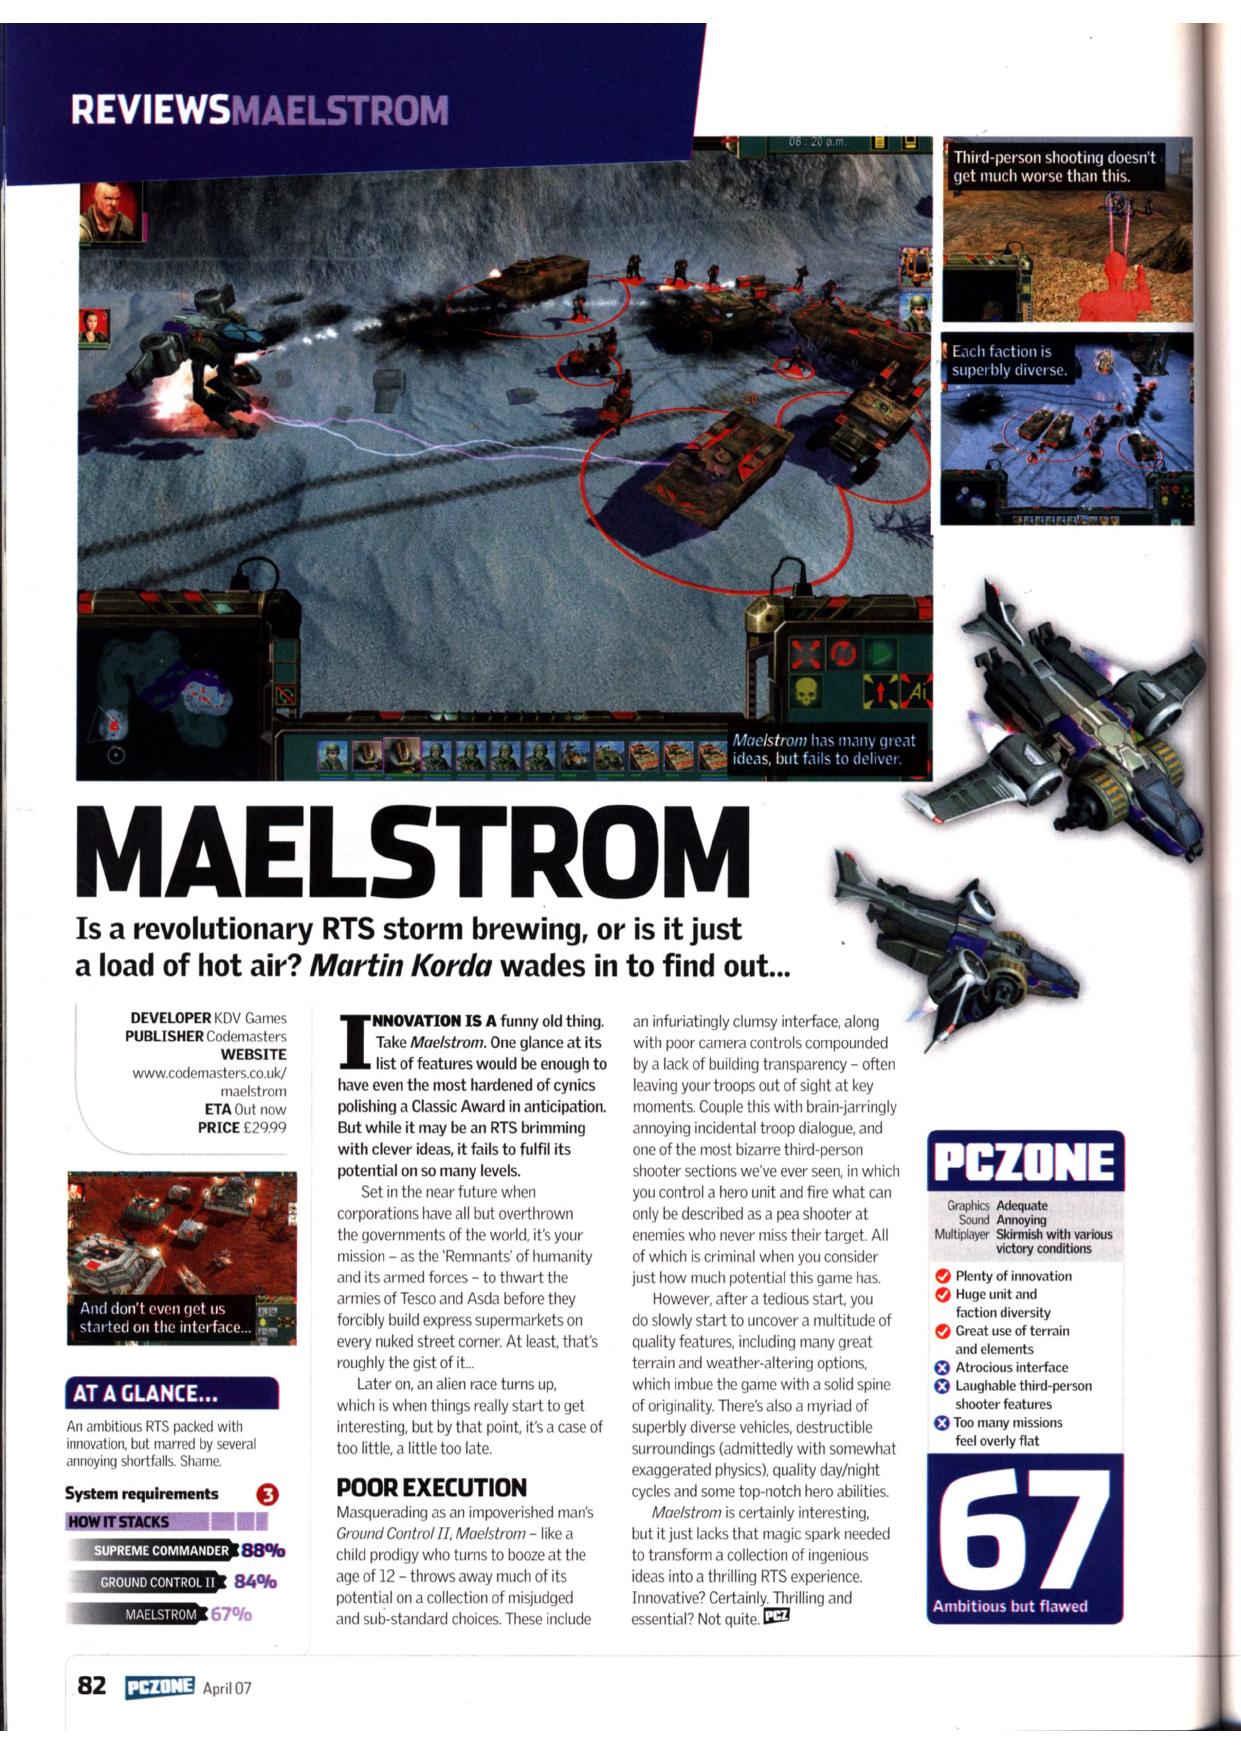 REVIEWSMAELSTROM
08 : 20 a.m.
Third-person shooting doesn't
get much worse than this.
Each faction is
superbly diverse.
Maelstrom has many great
ideas, but fails to deliver.
MAELSTROM
Is a revolutionary RTS storm brewing, or is it just
a load of hot air? Martin Korda wades in to find out...
DEVELOPER KDV Games
PUBLISHER Codemasters
WEBSITE
www.codemasters.co.uk/
maelstrom
ETA Out now
PRICE £29.99
And don't even get us
started on the interface...
AT A GLANCE...
An ambitious RTS packed with
innovation, but marred by several
annoying shortfalls. Shame.
System requirements 3
HOW IT STACKS
SUPREME COMMANDER 88%
GROUND CONTROL II 84%
MAELSTROM 67%
INNOVATION IS A funny old thing.
Take Maelstrom. One glance at its
list of features would be enough to
have even the most hardened of cynics
polishing a Classic Award in anticipation.
But while it may be an RTS brimming
with clever ideas, it fails to fulfil its
potential on so many levels.
Set in the near future when
corporations have all but overthrown
the governments of the world, it's your
mission – as the 'Remnants' of humanity
and its armed forces – to thwart the
armies of Tesco and Asda before they
forcibly build express supermarkets on
every nuked street corner. At least, that's
roughly the gist of it...
Later on, an alien race turns up,
which is when things really start to get
interesting, but by that point, it's a case of
too little, a little too late.
POOR EXECUTION
Masquerading as an impoverished man's
Ground Control II, Maelstrom – like a
child prodigy who turns to booze at the
age of 12 – throws away much of its
potential on a collection of misjudged
and sub-standard choices. These include
an infuriatingly clumsy interface, along
with poor camera controls compounded
by a lack of building transparency – often
leaving your troops out of sight at key
moments. Couple this with brain-jarringly
annoying incidental troop dialogue, and
one of the most bizarre third-person
shooter sections we've ever seen, in which
you control a hero unit and fire what can
only be described as a pea shooter at
enemies who never miss their target. All
of which is criminal when you consider
just how much potential this game has.
However, after a tedious start, you
do slowly start to uncover a multitude of
quality features, including many great
terrain and weather-altering options,
which imbue the game with a solid spine
of originality. There's also a myriad of
superbly diverse vehicles, destructible
surroundings (admittedly with somewhat
exaggerated physics), quality day/night
cycles and some top-notch hero abilities.
Maelstrom is certainly interesting,
but it just lacks that magic spark needed
to transform a collection of ingenious
ideas into a thrilling RTS experience.
Innovative? Certainly. Thrilling and
essential? Not quite. PCZ
PCZONE
Graphics Adequate
Sound Annoying
Multiplayer Skirmish with various
victory conditions
Plenty of innovation
Huge unit and
faction diversity
Great use of terrain
and elements
Atrocious interface
Laughable third-person
shooter features
Too many missions
feel overly flat
67
Ambitious but flawed
82 PCZONE April 07